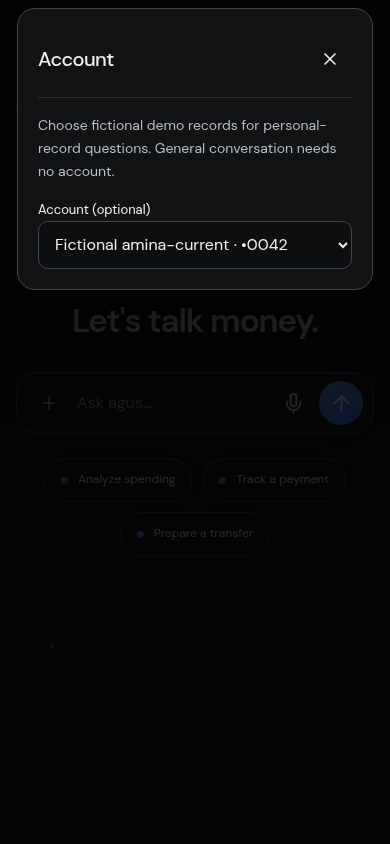 Account
Choose fictional demo records for personal-
record questions. General conversation needs
no account.
Account (optional)
Fictional amina-current · •0042
Let's talk money.
Ask agus...
Analyze spending
Track a payment
Prepare a transfer